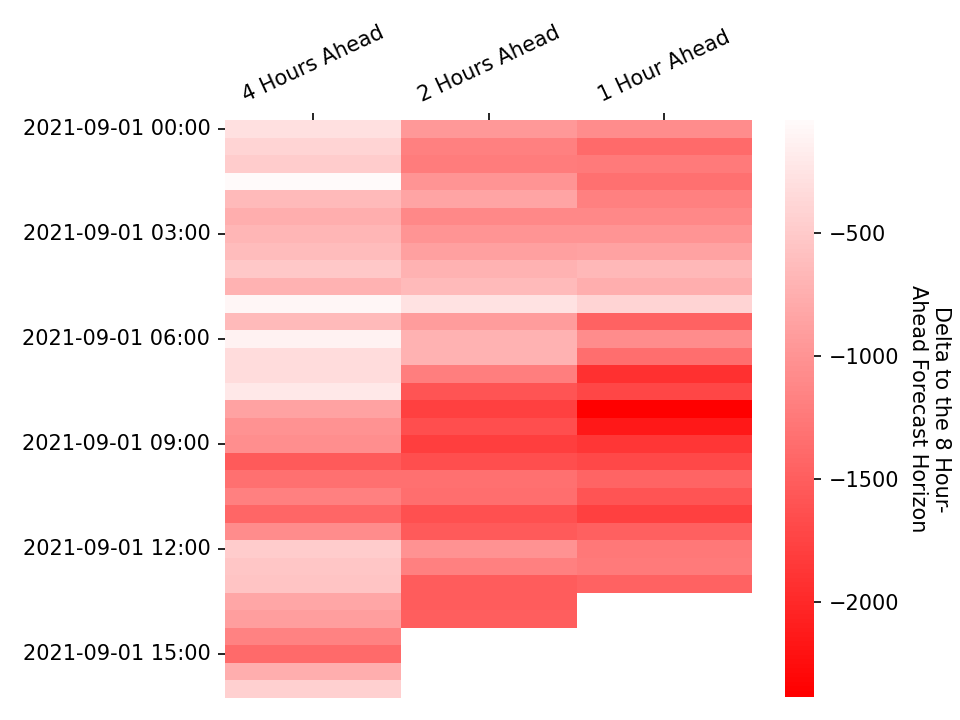 4 Hours Ahead
2 Hours Ahead
1 Hour Ahead
2021-09-01 00:00
2021-09-01 03:00
2021-09-01 06:00
2021-09-01 09:00
2021-09-01 12:00
2021-09-01 15:00
−500
−1000
−1500
−2000
Delta to the 8 Hour-
Ahead Forecast Horizon